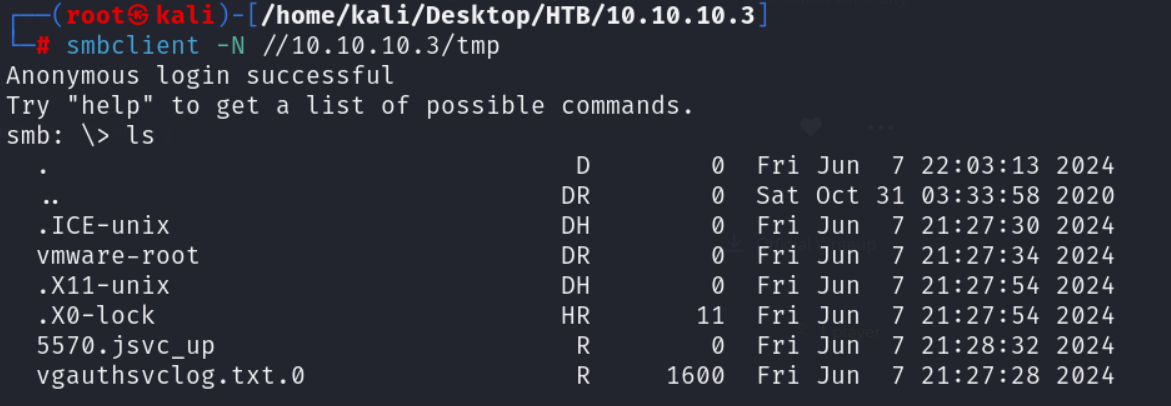 ┌──(root㉿kali)-[/home/kali/Desktop/HTB/10.10.10.3]
└─# smbclient -N //10.10.10.3/tmp
Anonymous login successful
Try "help" to get a list of possible commands.
smb: \> ls
  .                                   D        0  Fri Jun  7 22:03:13 2024
  ..                                 DR        0  Sat Oct 31 03:33:58 2020
  .ICE-unix                          DH        0  Fri Jun  7 21:27:30 2024
  vmware-root                        DR        0  Fri Jun  7 21:27:34 2024
  .X11-unix                          DH        0  Fri Jun  7 21:27:54 2024
  .X0-lock                           HR       11  Fri Jun  7 21:27:54 2024
  5570.jsvc_up                        R        0  Fri Jun  7 21:28:32 2024
  vgauthsvclog.txt.0                  R     1600  Fri Jun  7 21:27:28 2024